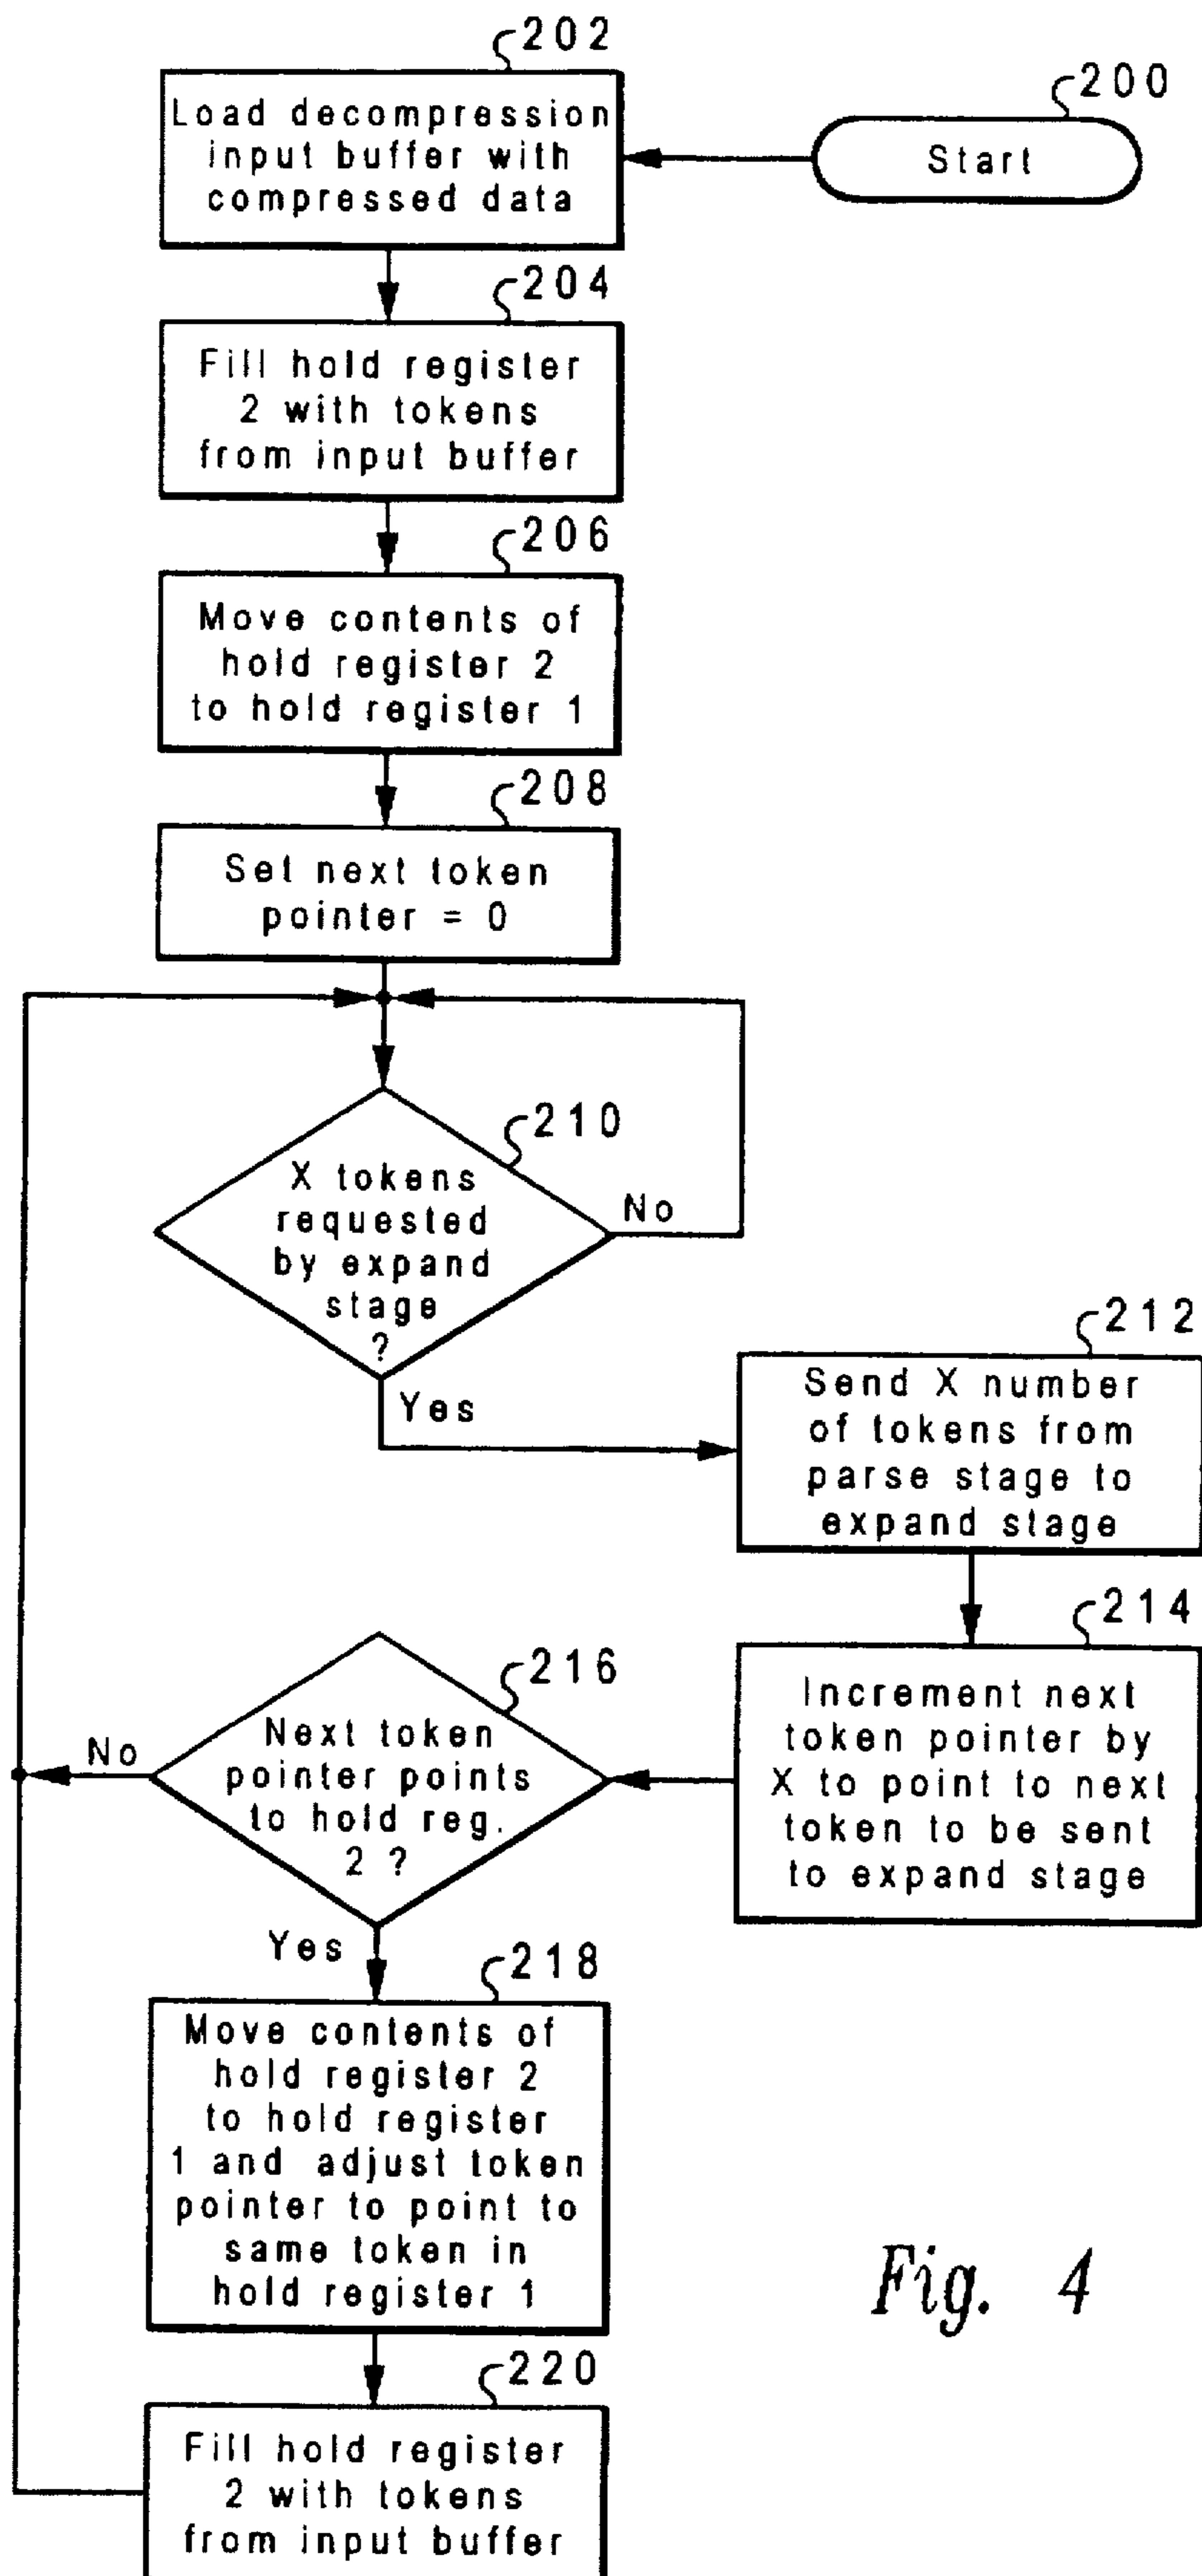 202
Load decompression
input buffer with
compressed data
200
Start
204
Fill hold register
2 with tokens
from input buffer
206
Move contents of
hold register 2
to hold register 1
208
Set next token
pointer = 0
210
X tokens
requested
by expand
stage
?
No
Yes
212
Send X number
of tokens from
parse stage to
expand stage
214
Increment next
token pointer by
X to point to next
token to be sent
to expand stage
216
Next token
pointer points
to hold reg.
2 ?
No
Yes
218
Move contents of
hold register 2
to hold register
1 and adjust token
pointer to point to
same token in
hold register 1
220
Fill hold register
2 with tokens
from input buffer
Fig. 4